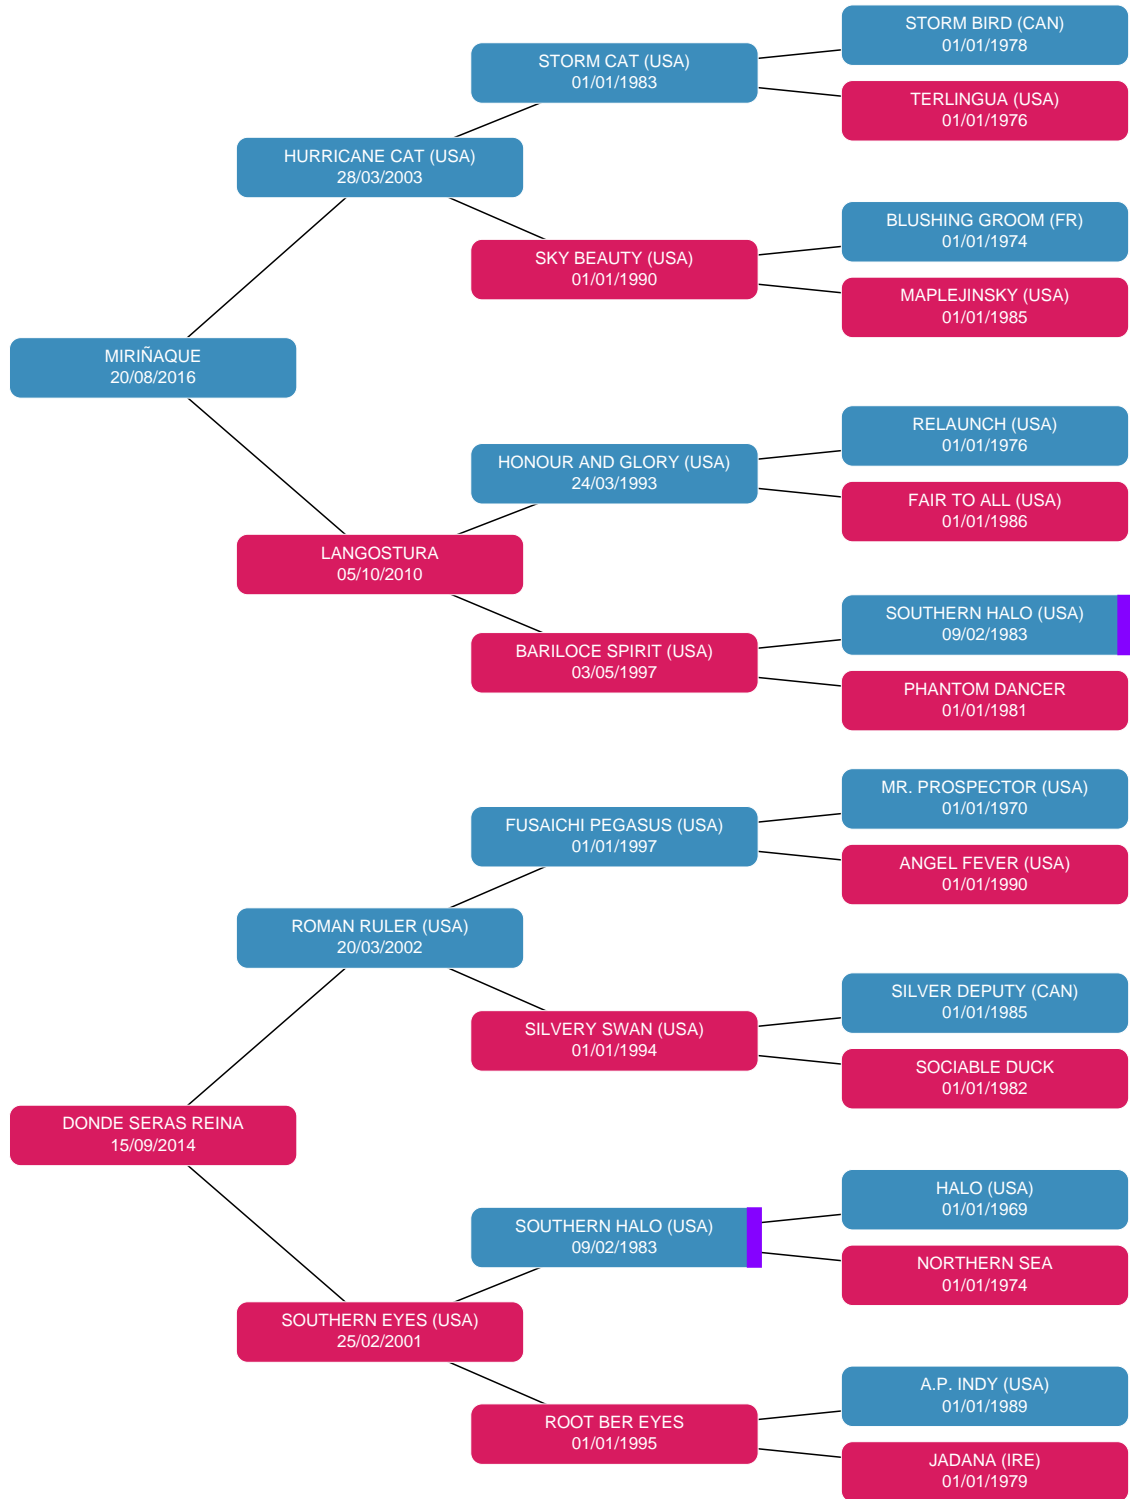 STORM BIRD (CAN)
01/01/1978
STORM CAT (USA)
01/01/1983
TERLINGUA (USA)
01/01/1976
HURRICANE CAT (USA)
28/03/2003
BLUSHING GROOM (FR)
01/01/1974
SKY BEAUTY (USA)
01/01/1990
MAPLEJINSKY (USA)
01/01/1985
MIRIÑAQUE
20/08/2016
RELAUNCH (USA)
01/01/1976
HONOUR AND GLORY (USA)
24/03/1993
FAIR TO ALL (USA)
01/01/1986
LANGOSTURA
05/10/2010
SOUTHERN HALO (USA)
09/02/1983
BARILOCE SPIRIT (USA)
03/05/1997
PHANTOM DANCER
01/01/1981
MR. PROSPECTOR (USA)
01/01/1970
FUSAICHI PEGASUS (USA)
01/01/1997
ANGEL FEVER (USA)
01/01/1990
ROMAN RULER (USA)
20/03/2002
SILVER DEPUTY (CAN)
01/01/1985
SILVERY SWAN (USA)
01/01/1994
SOCIABLE DUCK
01/01/1982
DONDE SERAS REINA
15/09/2014
HALO (USA)
01/01/1969
SOUTHERN HALO (USA)
09/02/1983
NORTHERN SEA
01/01/1974
SOUTHERN EYES (USA)
25/02/2001
A.P. INDY (USA)
01/01/1989
ROOT BER EYES
01/01/1995
JADANA (IRE)
01/01/1979